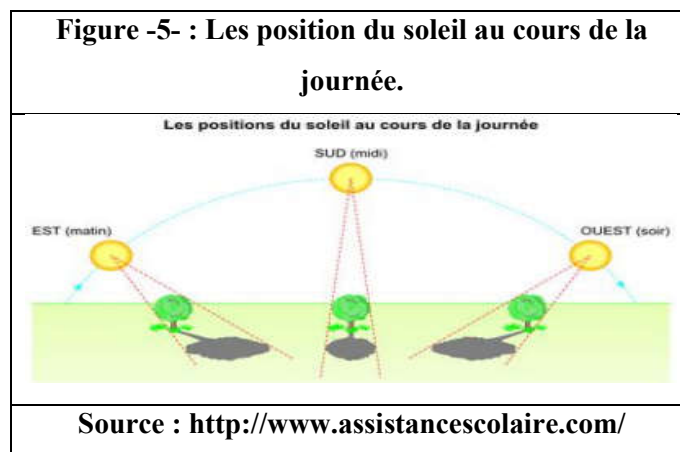 Figure -5- : Les position du soleil au cours de la
journée.
Les positions du soleil au cours de la journée
SUD (midi)
EST (matin)
OUEST (soir)
Source : http://www.assistancescolaire.com/